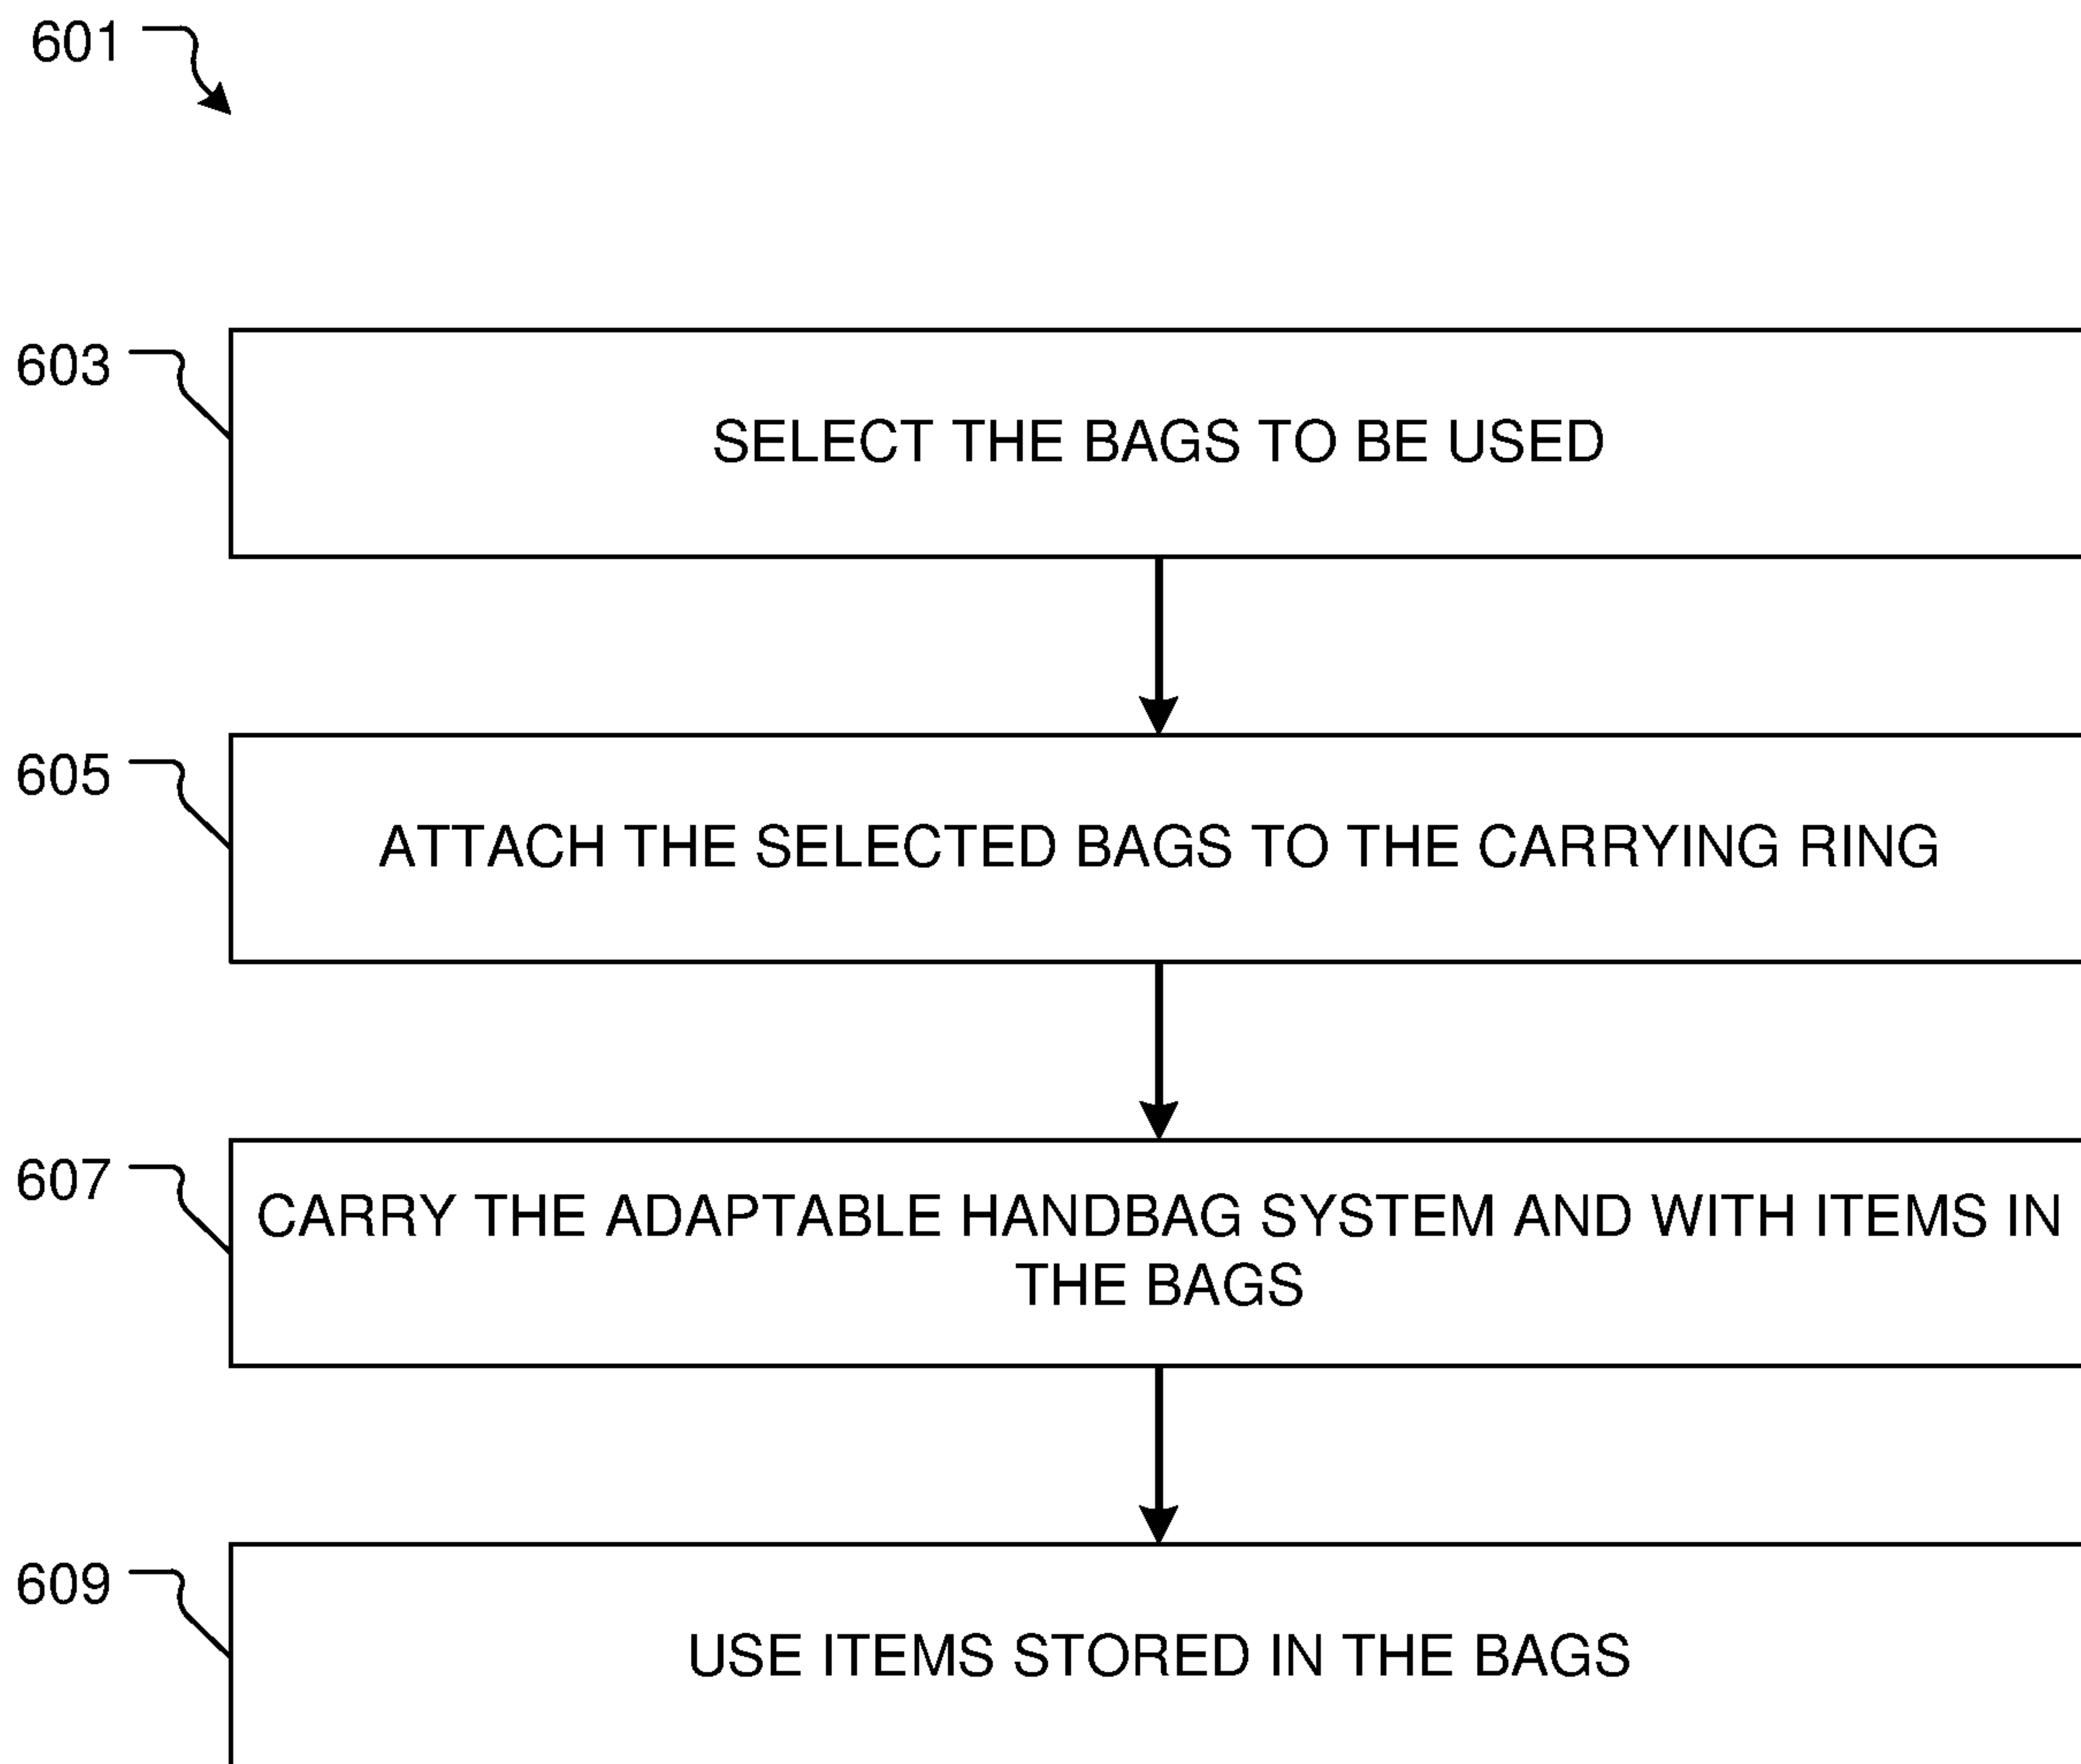 601
603
SELECT THE BAGS TO BE USED
605
ATTACH THE SELECTED BAGS TO THE CARRYING RING
607
CARRY THE ADAPTABLE HANDBAG SYSTEM AND WITH ITEMS IN
THE BAGS
609
USE ITEMS STORED IN THE BAGS